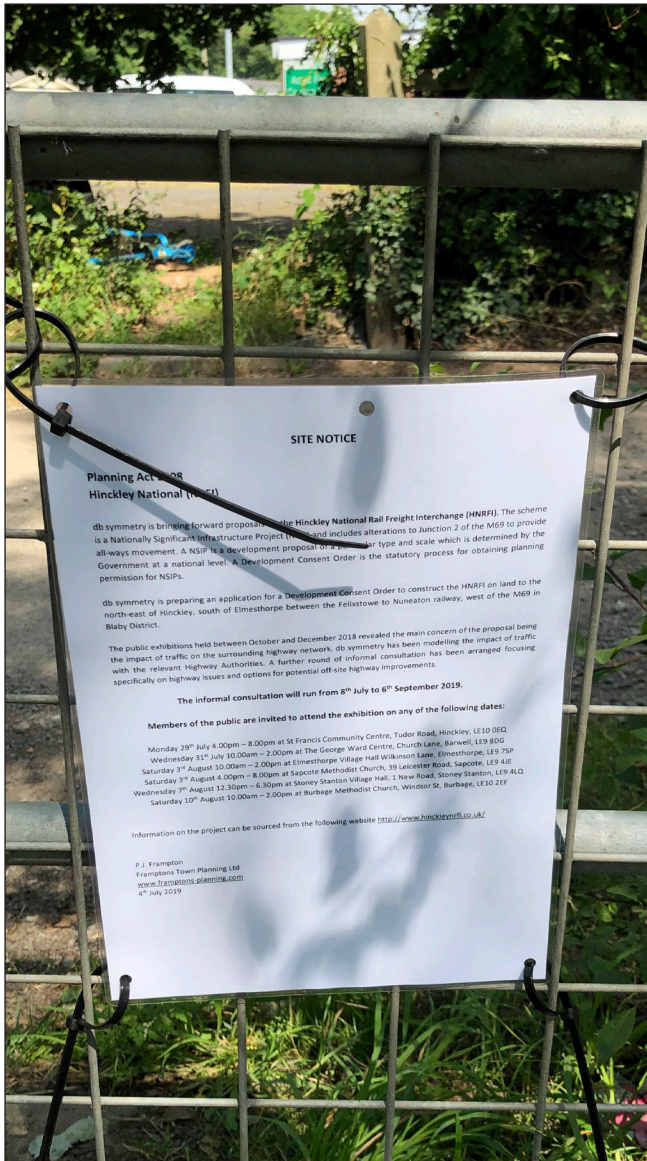 SITE NOTICE
Planning Act 2008
Hinckley National (NRFI)
db symmetry is bringing forward proposals the Hinckley National Rail Freight Interchange (HNRFI). The scheme
is a Nationally Significant Infrastructure Project and includes alterations to Junction 2 of the M69 to provide
all-ways movement. A NSIP is a development proposal of a particular type and scale which is determined by the
Government at a national level. A Development Consent Order is the statutory process for obtaining planning
permission for NSIPs.
db symmetry is preparing an application for a Development Consent Order to construct the HNRFI on land to the
north-east of Hinckley, south of Elmesthorpe between the Felixstowe to Nuneaton railway, west of the M69 in
Blaby District.
The public exhibitions held between October and December 2018 revealed the main concern of the proposal being
the impact of traffic on the surrounding highway network. db symmetry has been modelling the impact of traffic
with the relevant Highway Authorities. A further round of informal consultation has been arranged focusing
specifically on highway issues and options for potential off-site highway improvements.
The informal consultation will run from 8th July to 6th September 2019.
Members of the public are invited to attend the exhibition on any of the following dates:
Monday 29th July 4.00pm – 8.00pm at St Francis Community Centre, Tudor Road, Hinckley, LE10 0EQ
Wednesday 31st July 10.00am – 2.00pm at The George Ward Centre, Church Lane, Barwell, LE9 8DG
Saturday 3rd August 10.00am – 2.00pm at Elmesthorpe Village Hall Wilkinson Lane, Elmesthorpe, LE9 7SP
Saturday 3rd August 4.00pm – 8.00pm at Sapcote Methodist Church, 39 Leicester Road, Sapcote, LE9 4JE
Wednesday 7th August 12.30pm – 6.30pm at Stoney Stanton Village Hall, 1 New Road, Stoney Stanton, LE9 4LQ
Saturday 10th August 10.00am – 2.00pm at Burbage Methodist Church, Windsor St, Burbage, LE10 2EF
Information on the project can be sourced from the following website http://www.hinckleynrfi.co.uk/
P.J. Frampton
Framptons Town Planning Ltd
www.framptons-planning.com
4th July 2019